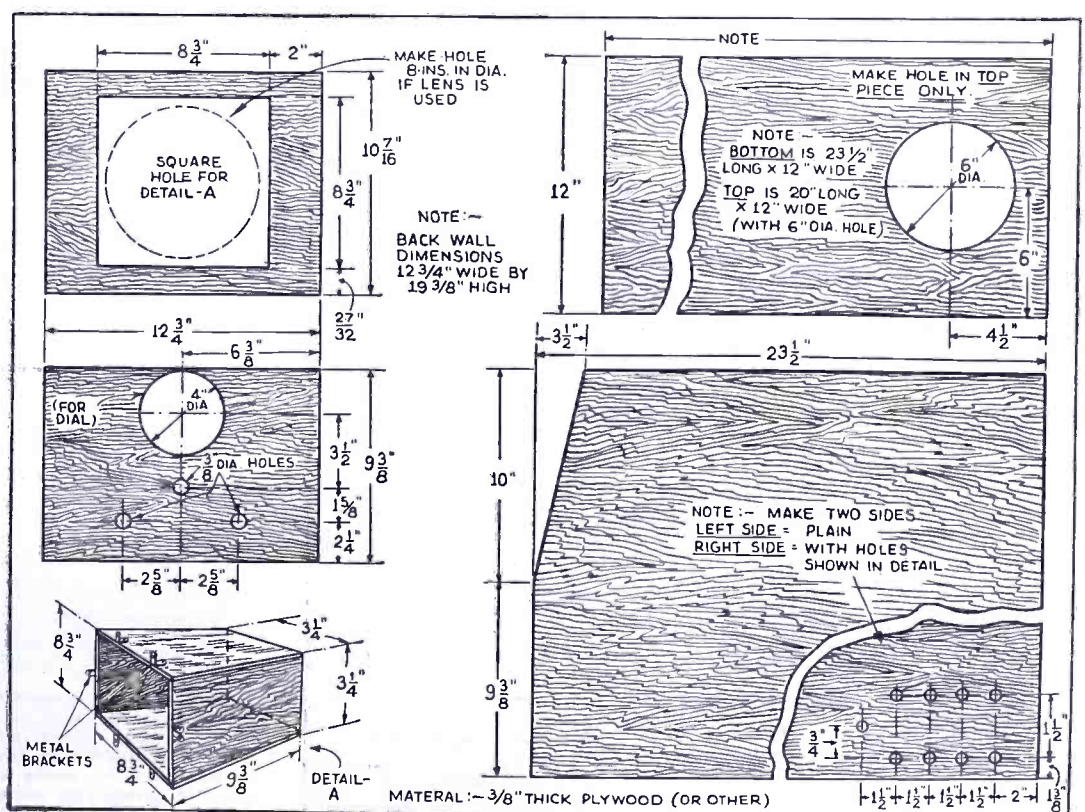 8 3/4"
2"
MAKE HOLE
8-INS. IN DIA.
IF LENS IS
USED
SQUARE
HOLE FOR
DETAIL-A
8 3/4"
10 7/16"
27/32"
12 3/4"
NOTE:~
BACK WALL
DIMENSIONS
12 3/4" WIDE BY
19 3/8" HIGH
NOTE
12"
MAKE HOLE IN TOP
PIECE ONLY.
NOTE ~
BOTTOM IS 23 1/2"
LONG X 12" WIDE
TOP IS 20" LONG
X 12" WIDE
(WITH 6" DIA. HOLE)
6"
DIA.
6"
4 1/2"
6 3/8"
(FOR
DIAL)
4"
DIA
3/8" DIA HOLES
3 1/2"
1 5/8"
2 1/4"
9 3/8"
2 5/8"
2 5/8"
3 1/2"
23 1/2"
10"
9 3/8"
NOTE:- MAKE TWO SIDES
LEFT SIDE = PLAIN
RIGHT SIDE = WITH HOLES
SHOWN IN DETAIL
3/4"
1 1/2"
1 3/8"
1 1/2"
1 1/2"
1 1/2"
1 1/2"
2"
8 3/4"
3 1/4"
3 1/4"
METAL
BRACKETS
8 3/4"
9 3/8"
DETAIL-
A
MATERAL:~3/8" THICK PLYWOOD (OR OTHER)